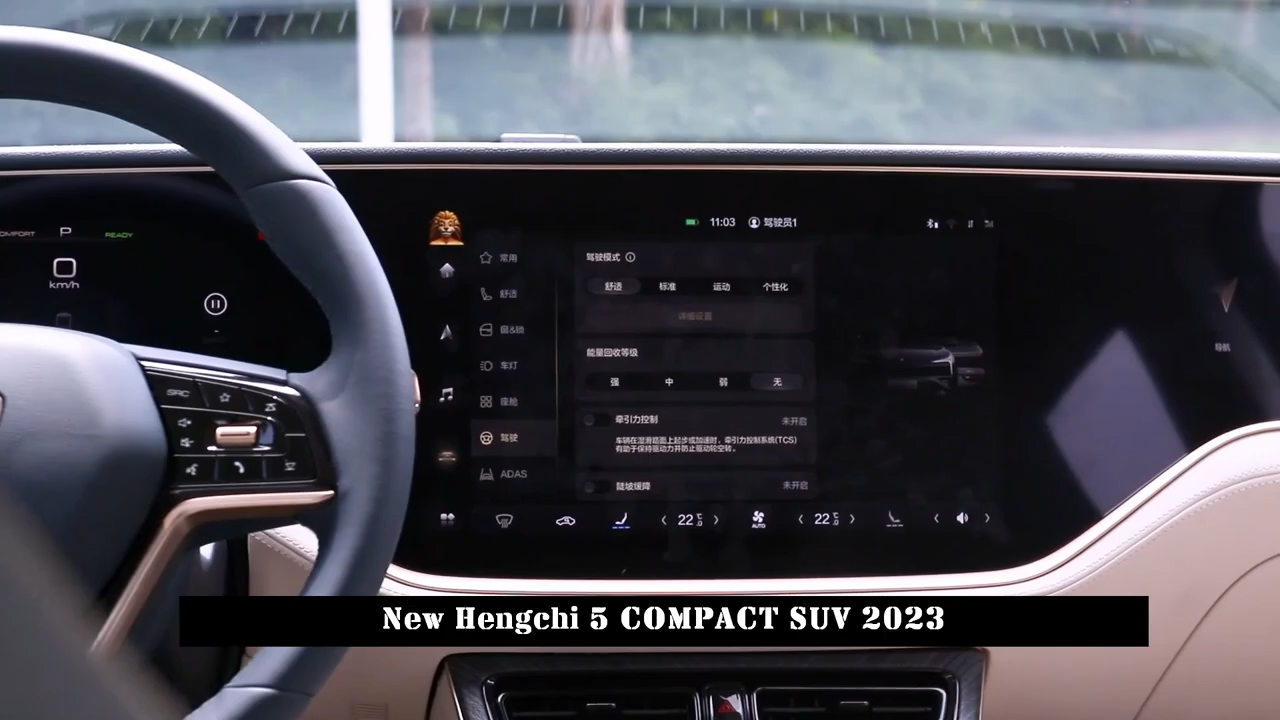 11:03 驾驶员1
COMFORT P READY
km/h
常用
舒适
窗&锁
车灯
座舱
驾驶
ADAS
驾驶模式
舒适 标准 运动 个性化
详细设置
能量回收等级
强 中 弱 无
牵引力控制 未开启
车辆在湿滑路面上起步或加速时，牵引力控制系统(TCS)
有助于保持驱动力并防止驱动轮空转。
陡坡缓降 未开启
导航
SRC
22 AUTO 22
New Hengchi 5 COMPACT SUV 2023